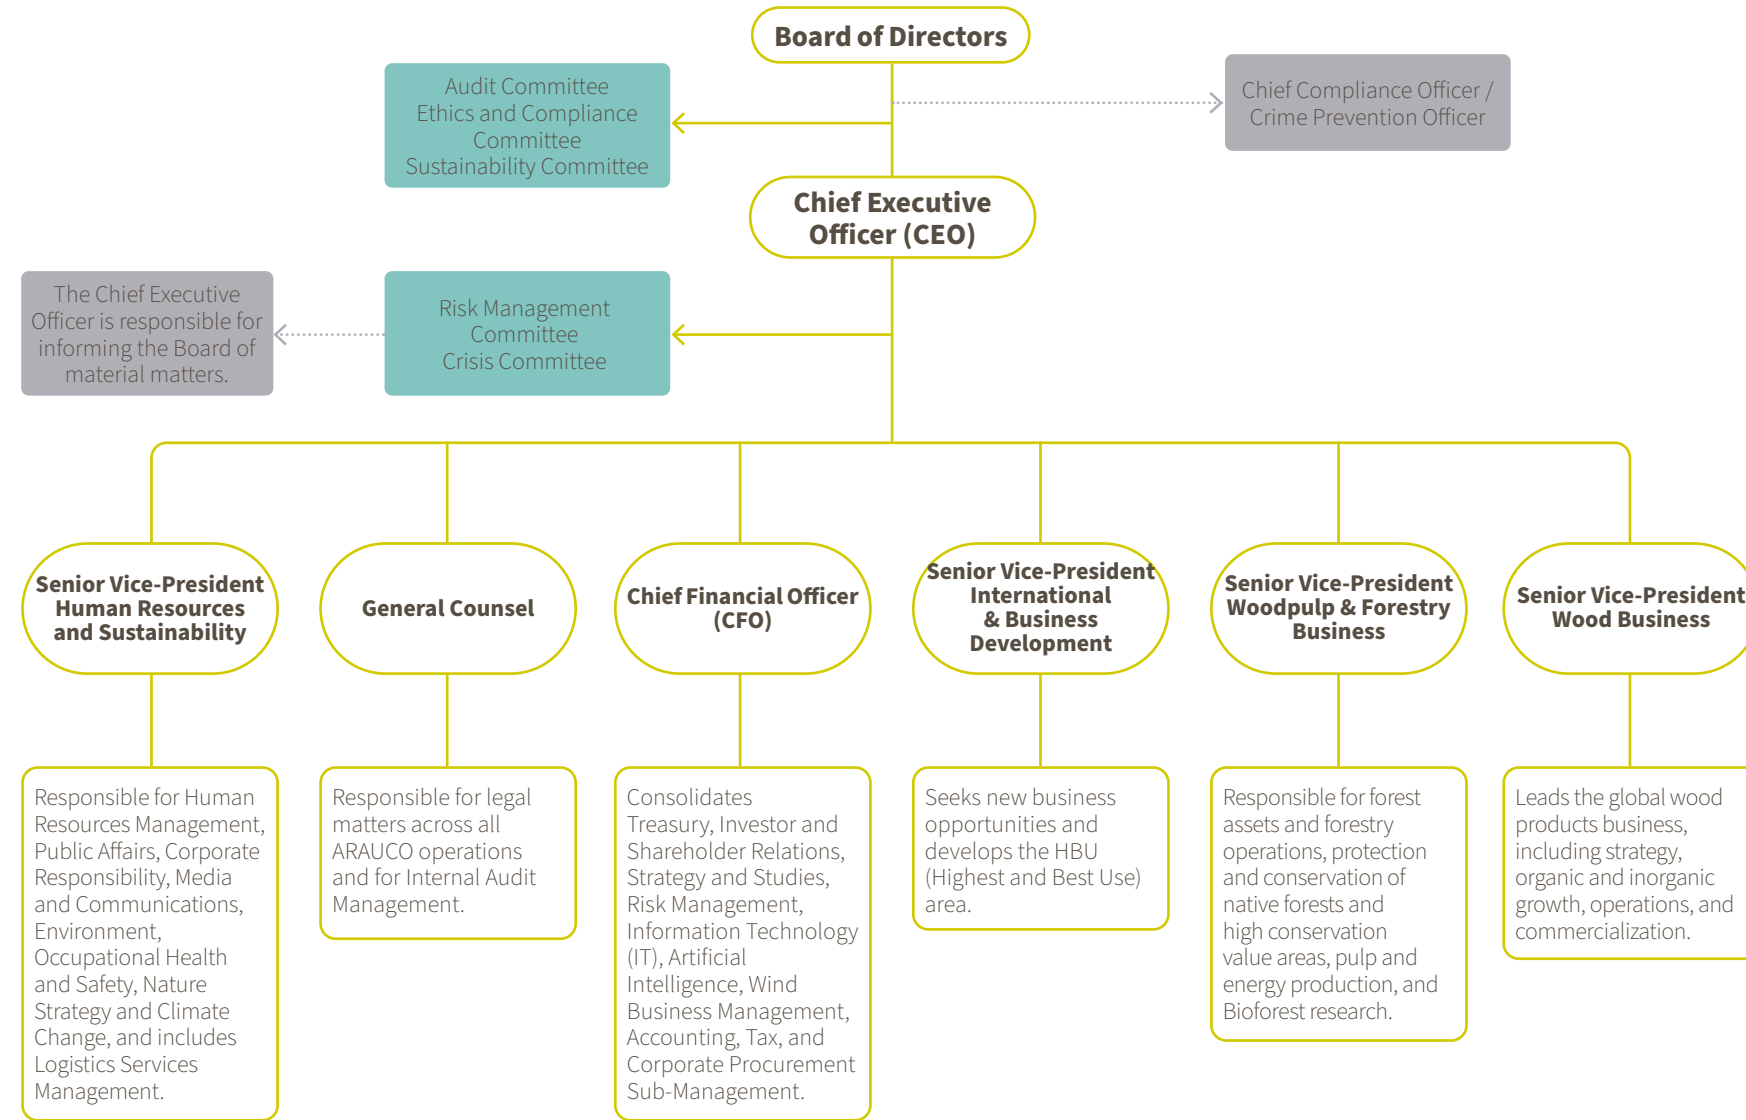 Board of Directors
Audit Committee
Ethics and Compliance
Committee
Sustainability Committee
Chief Compliance Officer /
Crime Prevention Officer
Chief Executive
Officer (CEO)
The Chief Executive
Officer is responsible for
informing the Board of
material matters.
Risk Management
Committee
Crisis Committee
Senior Vice-President
Human Resources
and Sustainability
General Counsel
Chief Financial Officer
(CFO)
Senior Vice-President
International
& Business
Development
Senior Vice-President
Woodpulp & Forestry
Business
Senior Vice-President
Wood Business
Responsible for Human
Resources Management,
Public Affairs, Corporate
Responsibility, Media
and Communications,
Environment,
Occupational Health
and Safety, Nature
Strategy and Climate
Change, and includes
Logistics Services
Management.
Responsible for legal
matters across all
ARAUCO operations
and for Internal Audit
Management.
Consolidates
Treasury, Investor and
Shareholder Relations,
Strategy and Studies,
Risk Management,
Information Technology
(IT), Artificial
Intelligence, Wind
Business Management,
Accounting, Tax, and
Corporate Procurement
Sub-Management.
Seeks new business
opportunities and
develops the HBU
(Highest and Best Use)
area.
Responsible for forest
assets and forestry
operations, protection
and conservation of
native forests and
high conservation
value areas, pulp and
energy production, and
Bioforest research.
Leads the global wood
products business,
including strategy,
organic and inorganic
growth, operations, and
commercialization.